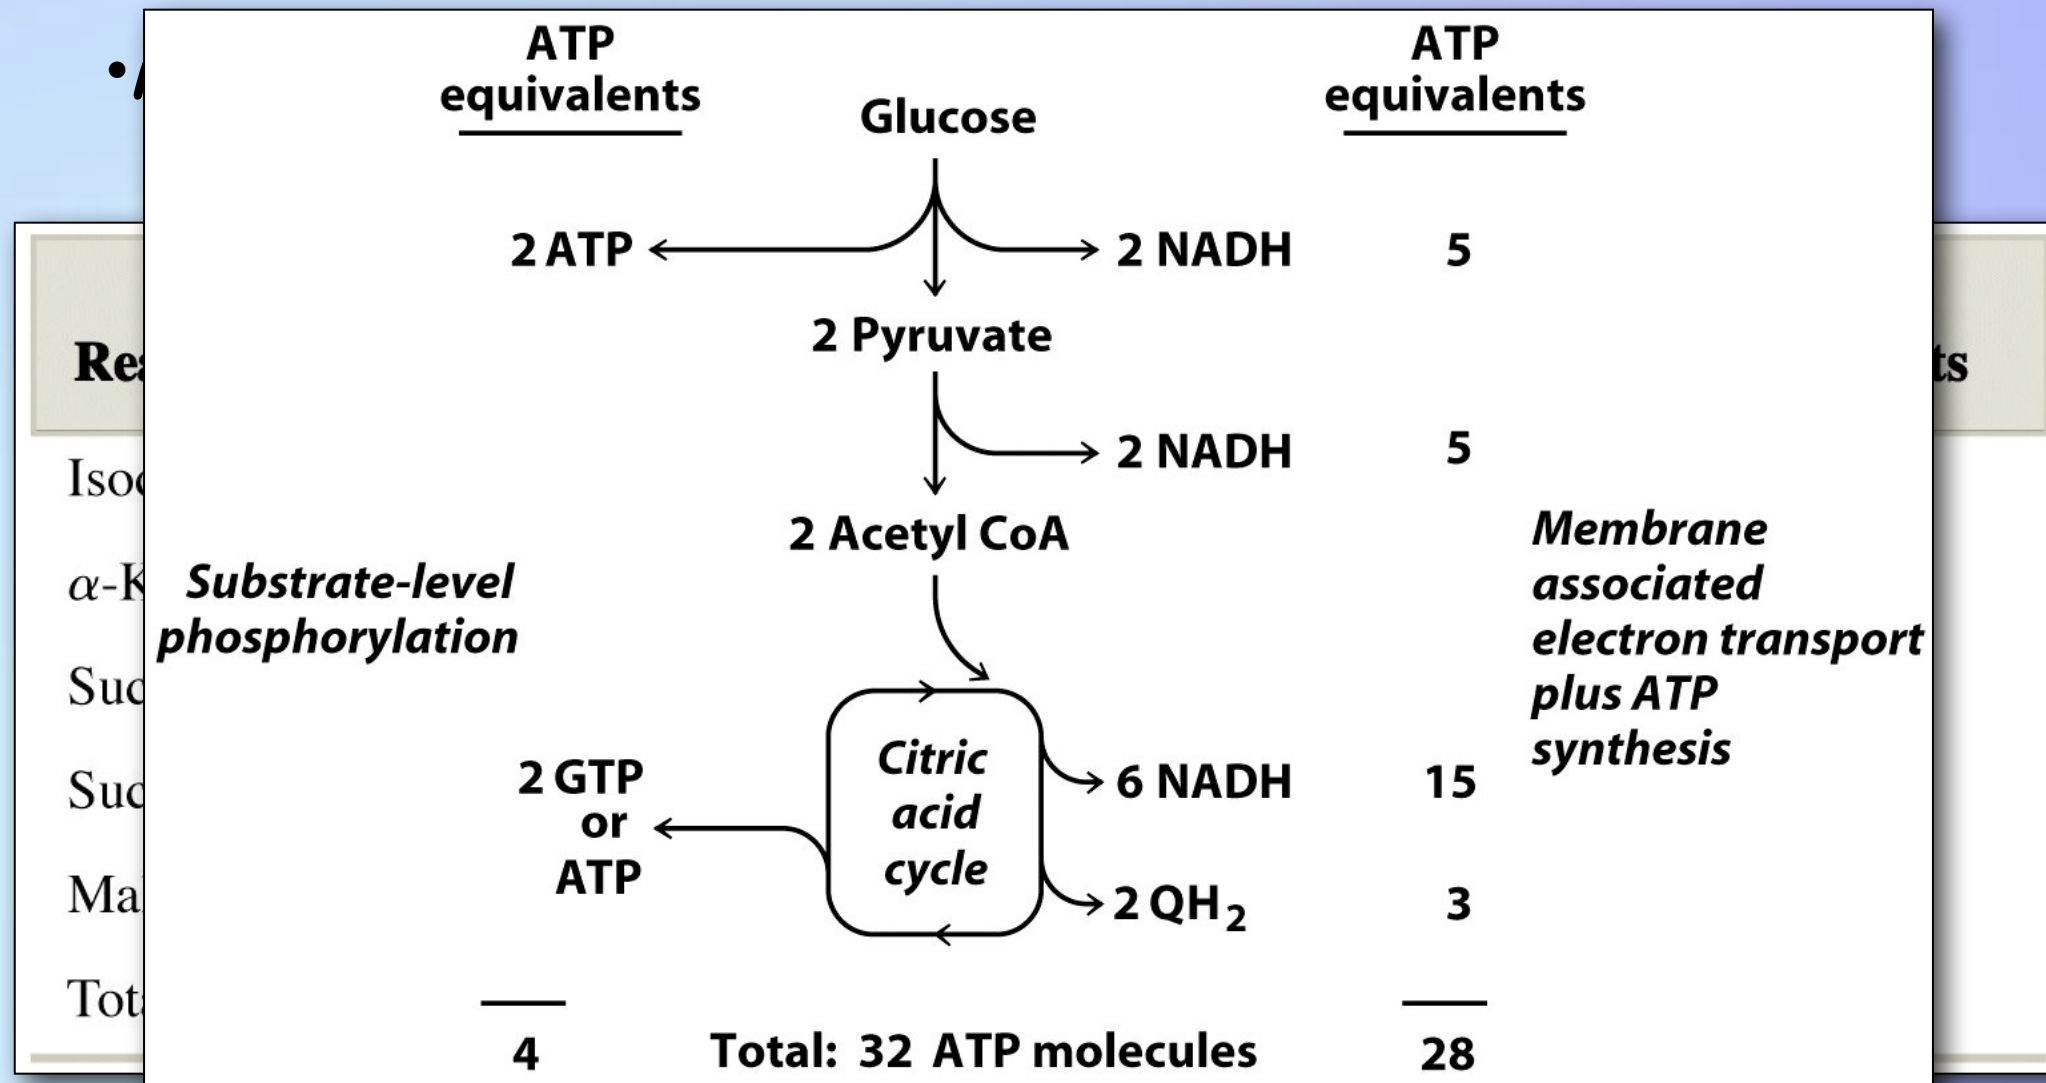 ATP
equivalents
ATP
equivalents
Glucose
2 ATP
2 NADH
5
2 Pyruvate
2 NADH
5
2 Acetyl CoA
Substrate-level
phosphorylation
Membrane
associated
electron transport
plus ATP
synthesis
2 GTP
or
ATP
Citric
acid
cycle
6 NADH
15
2 QH₂
3
4
Total: 32 ATP molecules
28